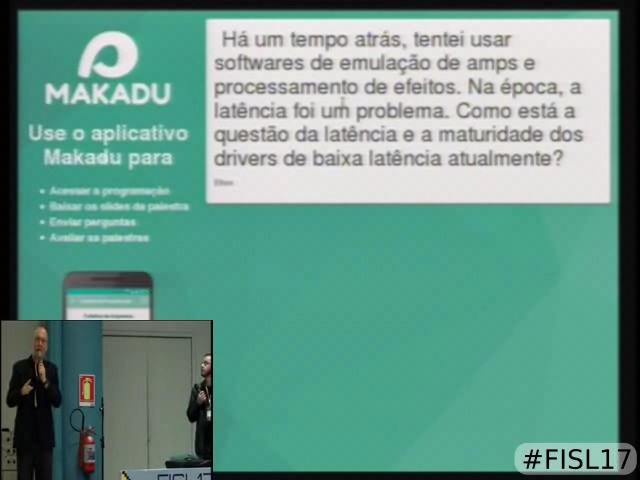 MAKADU
Use o aplicativo
Makadu para
• Acessar a programação
• Baixar os slides da palestra
• Enviar perguntas
• Avaliar as palestras
Há um tempo atrás, tentei usar
softwares de emulação de amps e
processamento de efeitos. Na época, a
latência foi um problema. Como está a
questão da latência e a maturidade dos
drivers de baixa latência atualmente?
FISL17
#FISL17